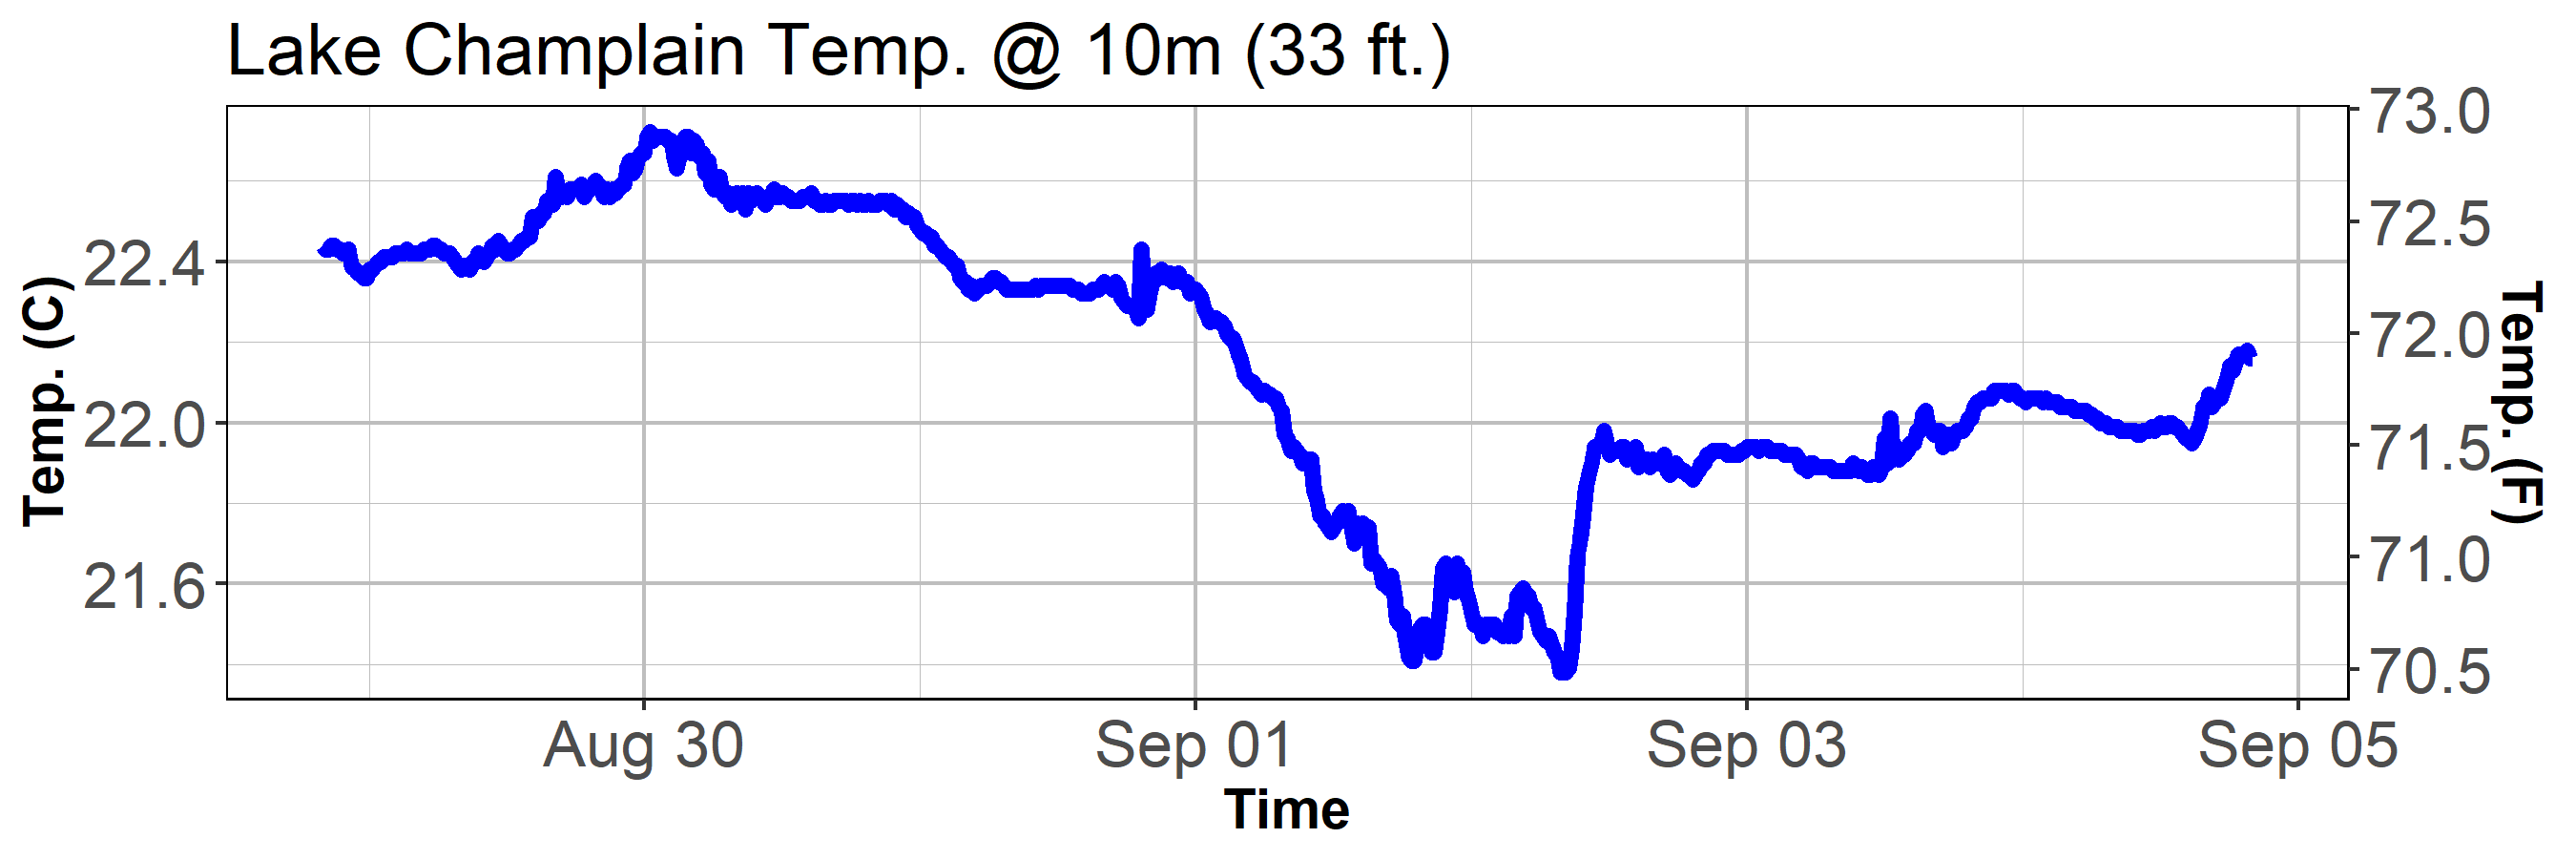 Lake Champlain Temp. @ 10m (33 ft.)
Temp. (C)
22.4
22.0
21.6
73.0
72.5
72.0
71.5
71.0
70.5
Temp. (F)
Aug 30 Sep 01 Sep 03 Sep 05
Time